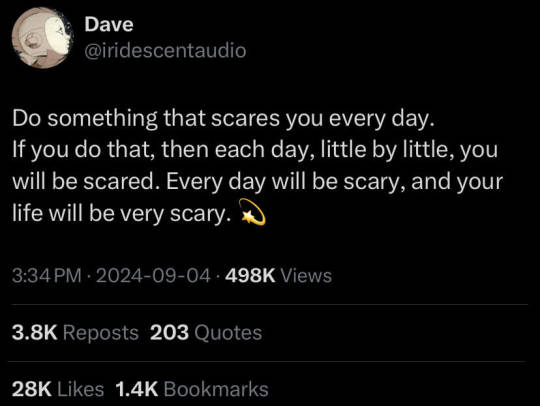 Dave
@iridescentaudio
Do something that scares you every day.
If you do that, then each day, little by little, you
will be scared. Every day will be scary, and your
life will be very scary. 💫
3:34 PM · 2024-09-04 · 498K Views
3.8K Reposts 203 Quotes
28K Likes 1.4K Bookmarks